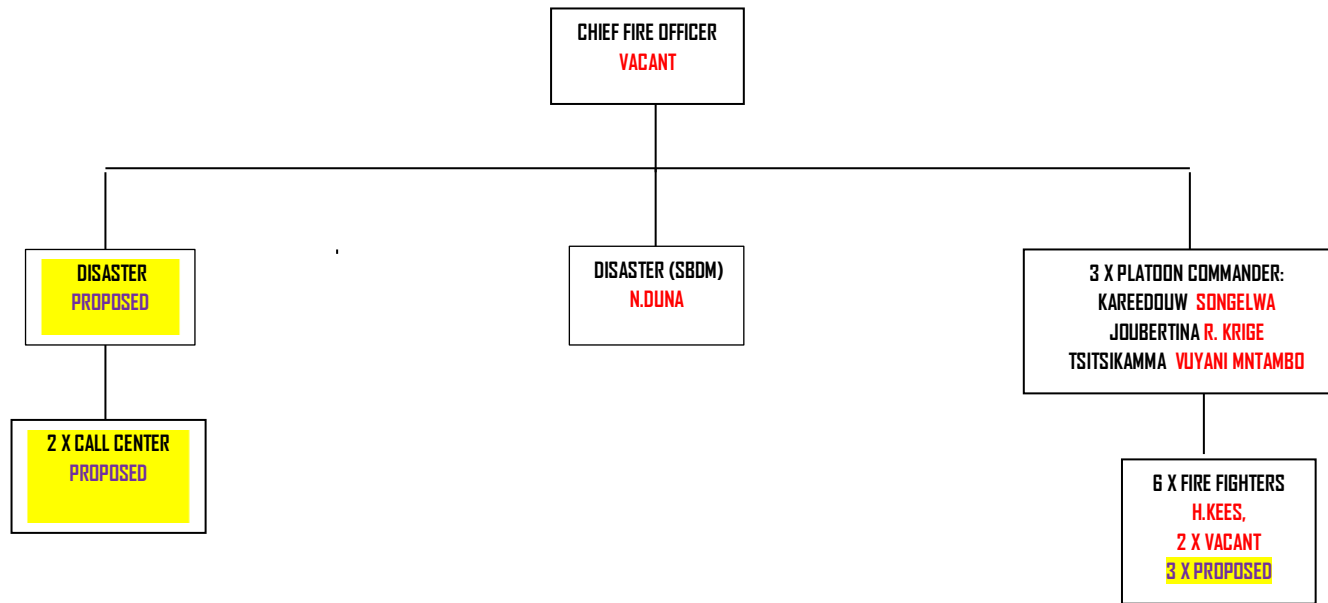 CHIEF FIRE OFFICER
VACANT
DISASTER
PROPOSED
DISASTER (SBDM)
N.DUNA
3 X PLATOON COMMANDER:
KAREEDOUW SONGELWA
JOUBERTINA R. KRIGE
TSITSIKAMMA VUYANI MNTAMBO
2 X CALL CENTER
PROPOSED
6 X FIRE FIGHTERS
H.KEES,
2 X VACANT
3 X PROPOSED